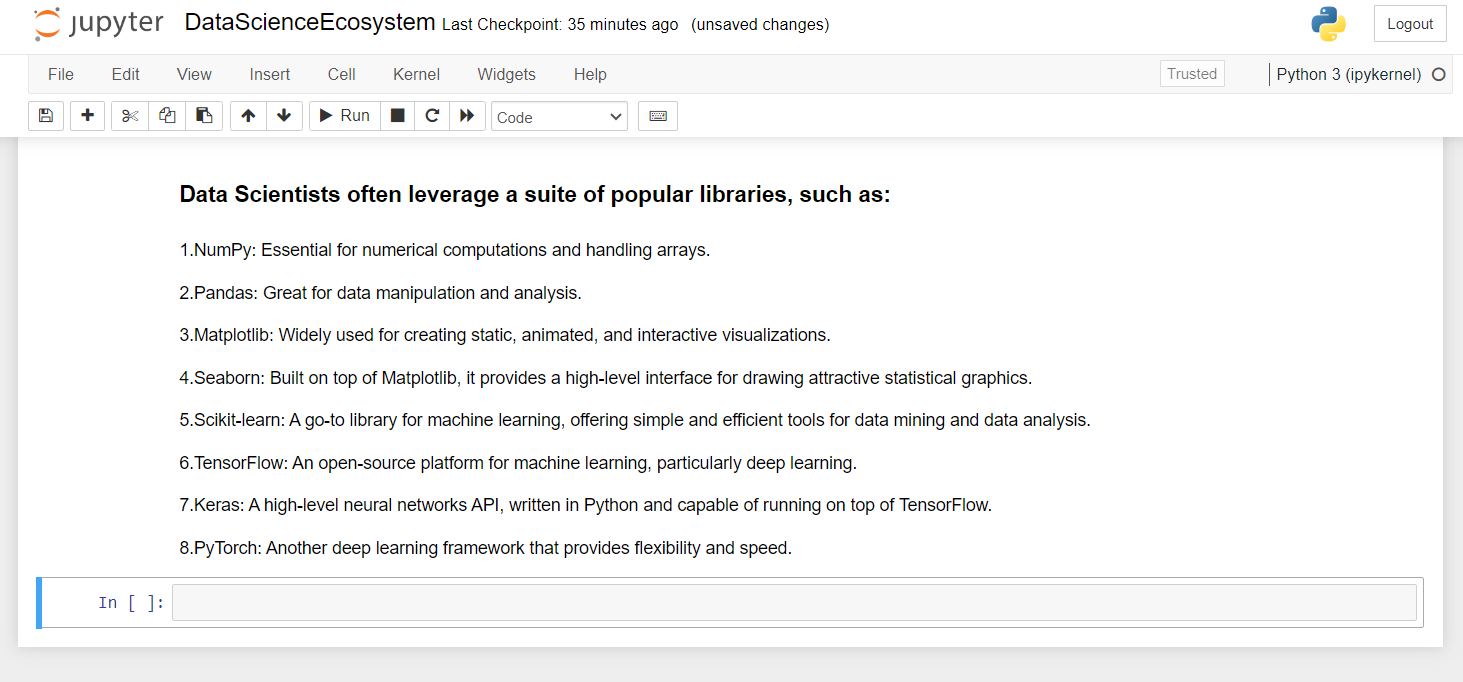 jupyter DataScienceEcosystem Last Checkpoint: 35 minutes ago (unsaved changes) Logout
File Edit View Insert Cell Kernel Widgets Help Trusted Python 3 (ipykernel)
Run Code
Data Scientists often leverage a suite of popular libraries, such as:
1.NumPy: Essential for numerical computations and handling arrays.
2.Pandas: Great for data manipulation and analysis.
3.Matplotlib: Widely used for creating static, animated, and interactive visualizations.
4.Seaborn: Built on top of Matplotlib, it provides a high-level interface for drawing attractive statistical graphics.
5.Scikit-learn: A go-to library for machine learning, offering simple and efficient tools for data mining and data analysis.
6.TensorFlow: An open-source platform for machine learning, particularly deep learning.
7.Keras: A high-level neural networks API, written in Python and capable of running on top of TensorFlow.
8.PyTorch: Another deep learning framework that provides flexibility and speed.
In [ ]: